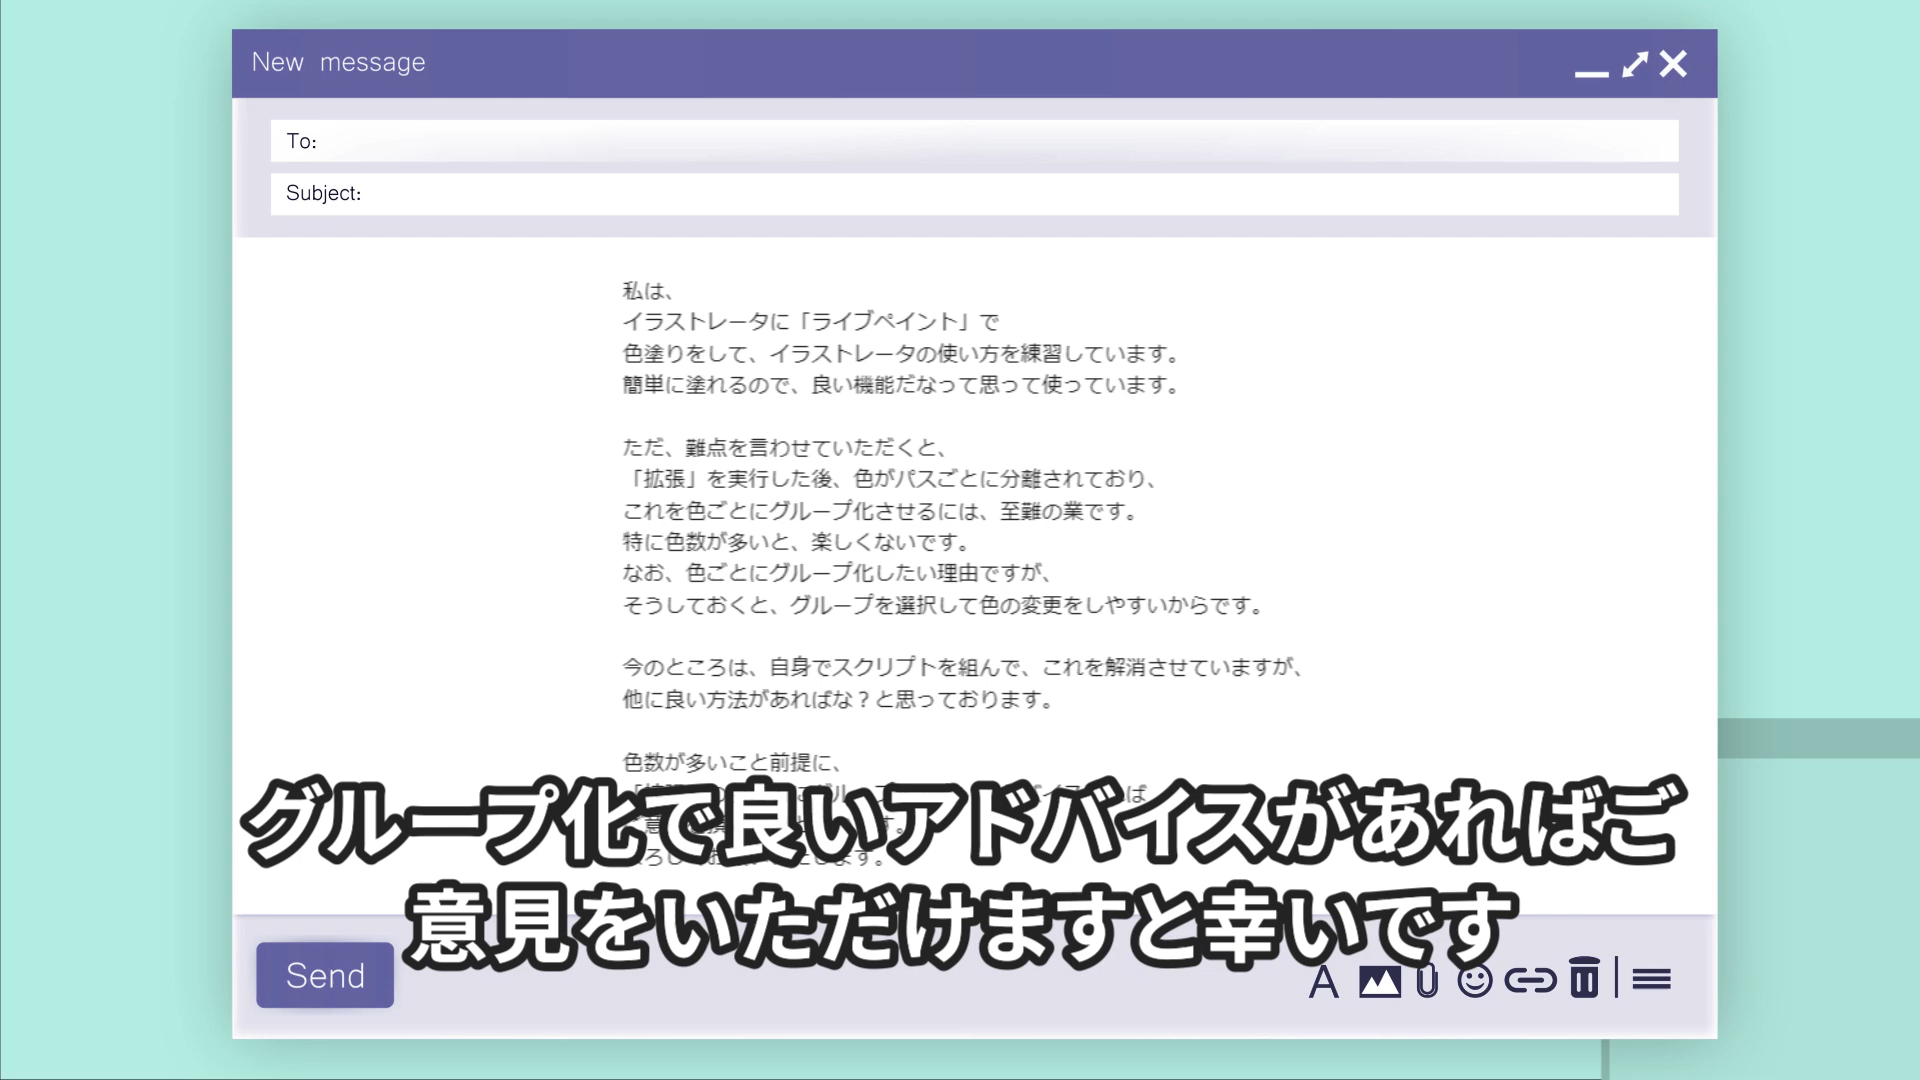 New message
To:
Subject:
私は、
イラストレータに「ライブペイント」で
色塗りをして、イラストレータの使い方を練習しています。
簡単に塗れるので、良い機能だなって思って使っています。
ただ、難点を言わせていただくと、
「拡張」を実行した後、色がパスごとに分離されており、
これを色ごとにグループ化させるには、至難の業です。
特に色数が多いと、楽しくないです。
なお、色ごとにグループ化したい理由ですが、
そうしておくと、グループを選択して色の変更をしやすいからです。
今のところは、自身でスクリプトを組んで、これを解消させていますが、
他に良い方法があればな？と思っております。
色数が多いこと前提に、
グループ化で良いアドバイスがあればご
意見をいただけますと幸いです
Send